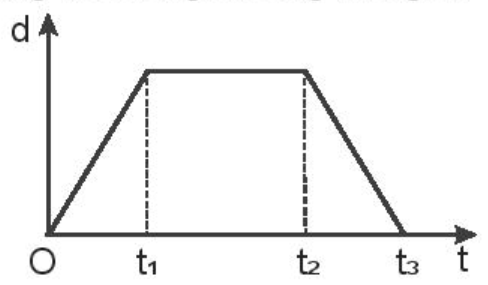 d
O t₁ t₂ t₃ t